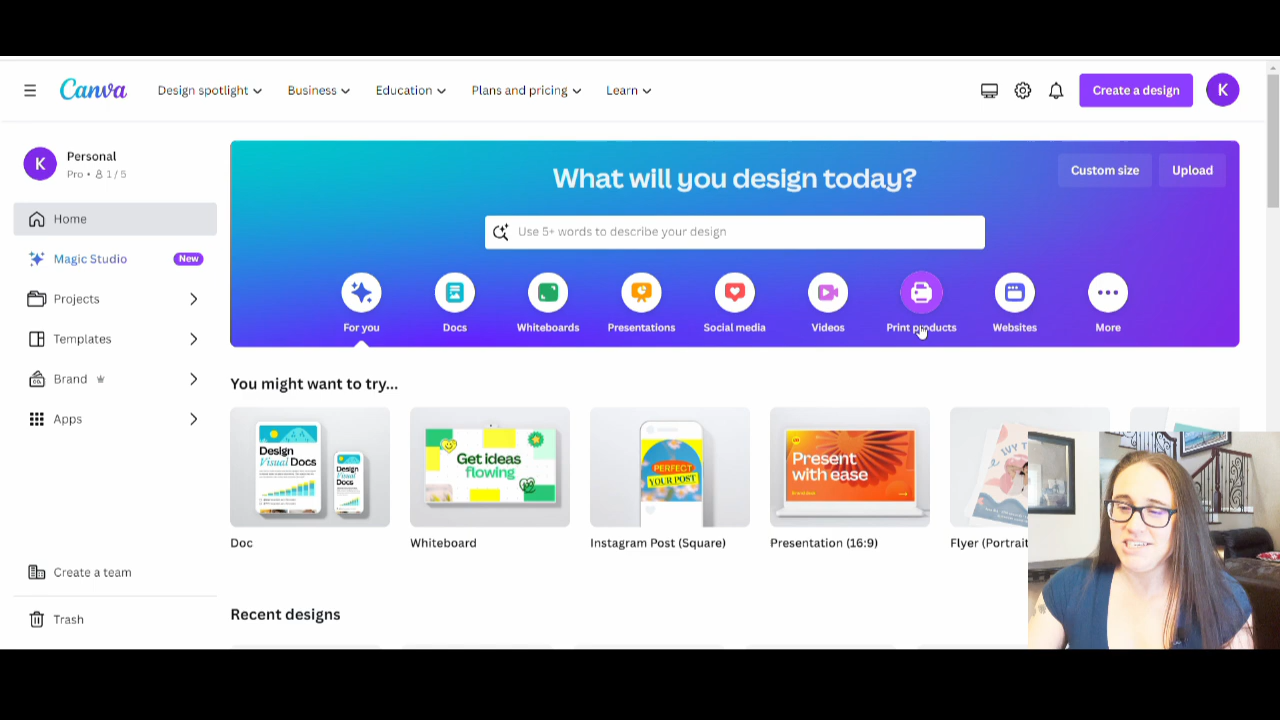 Canva
Design spotlight
Business
Education
Plans and pricing
Learn
Create a design
K
K
Personal
Pro • 1 / 5
Home
Magic Studio
New
Projects
Templates
Brand
Apps
Create a team
Trash
What will you design today?
Custom size
Upload
Use 5+ words to describe your design
For you
Docs
Whiteboards
Presentations
Social media
Videos
Print products
Websites
More
You might want to try...
Design
Visual Docs
Design
Visual
Docs
Get ideas
flowing
PERFECT
YOUR POST
Present
with ease
Doc
Whiteboard
Instagram Post (Square)
Presentation (16:9)
Flyer (Portrait
Recent designs